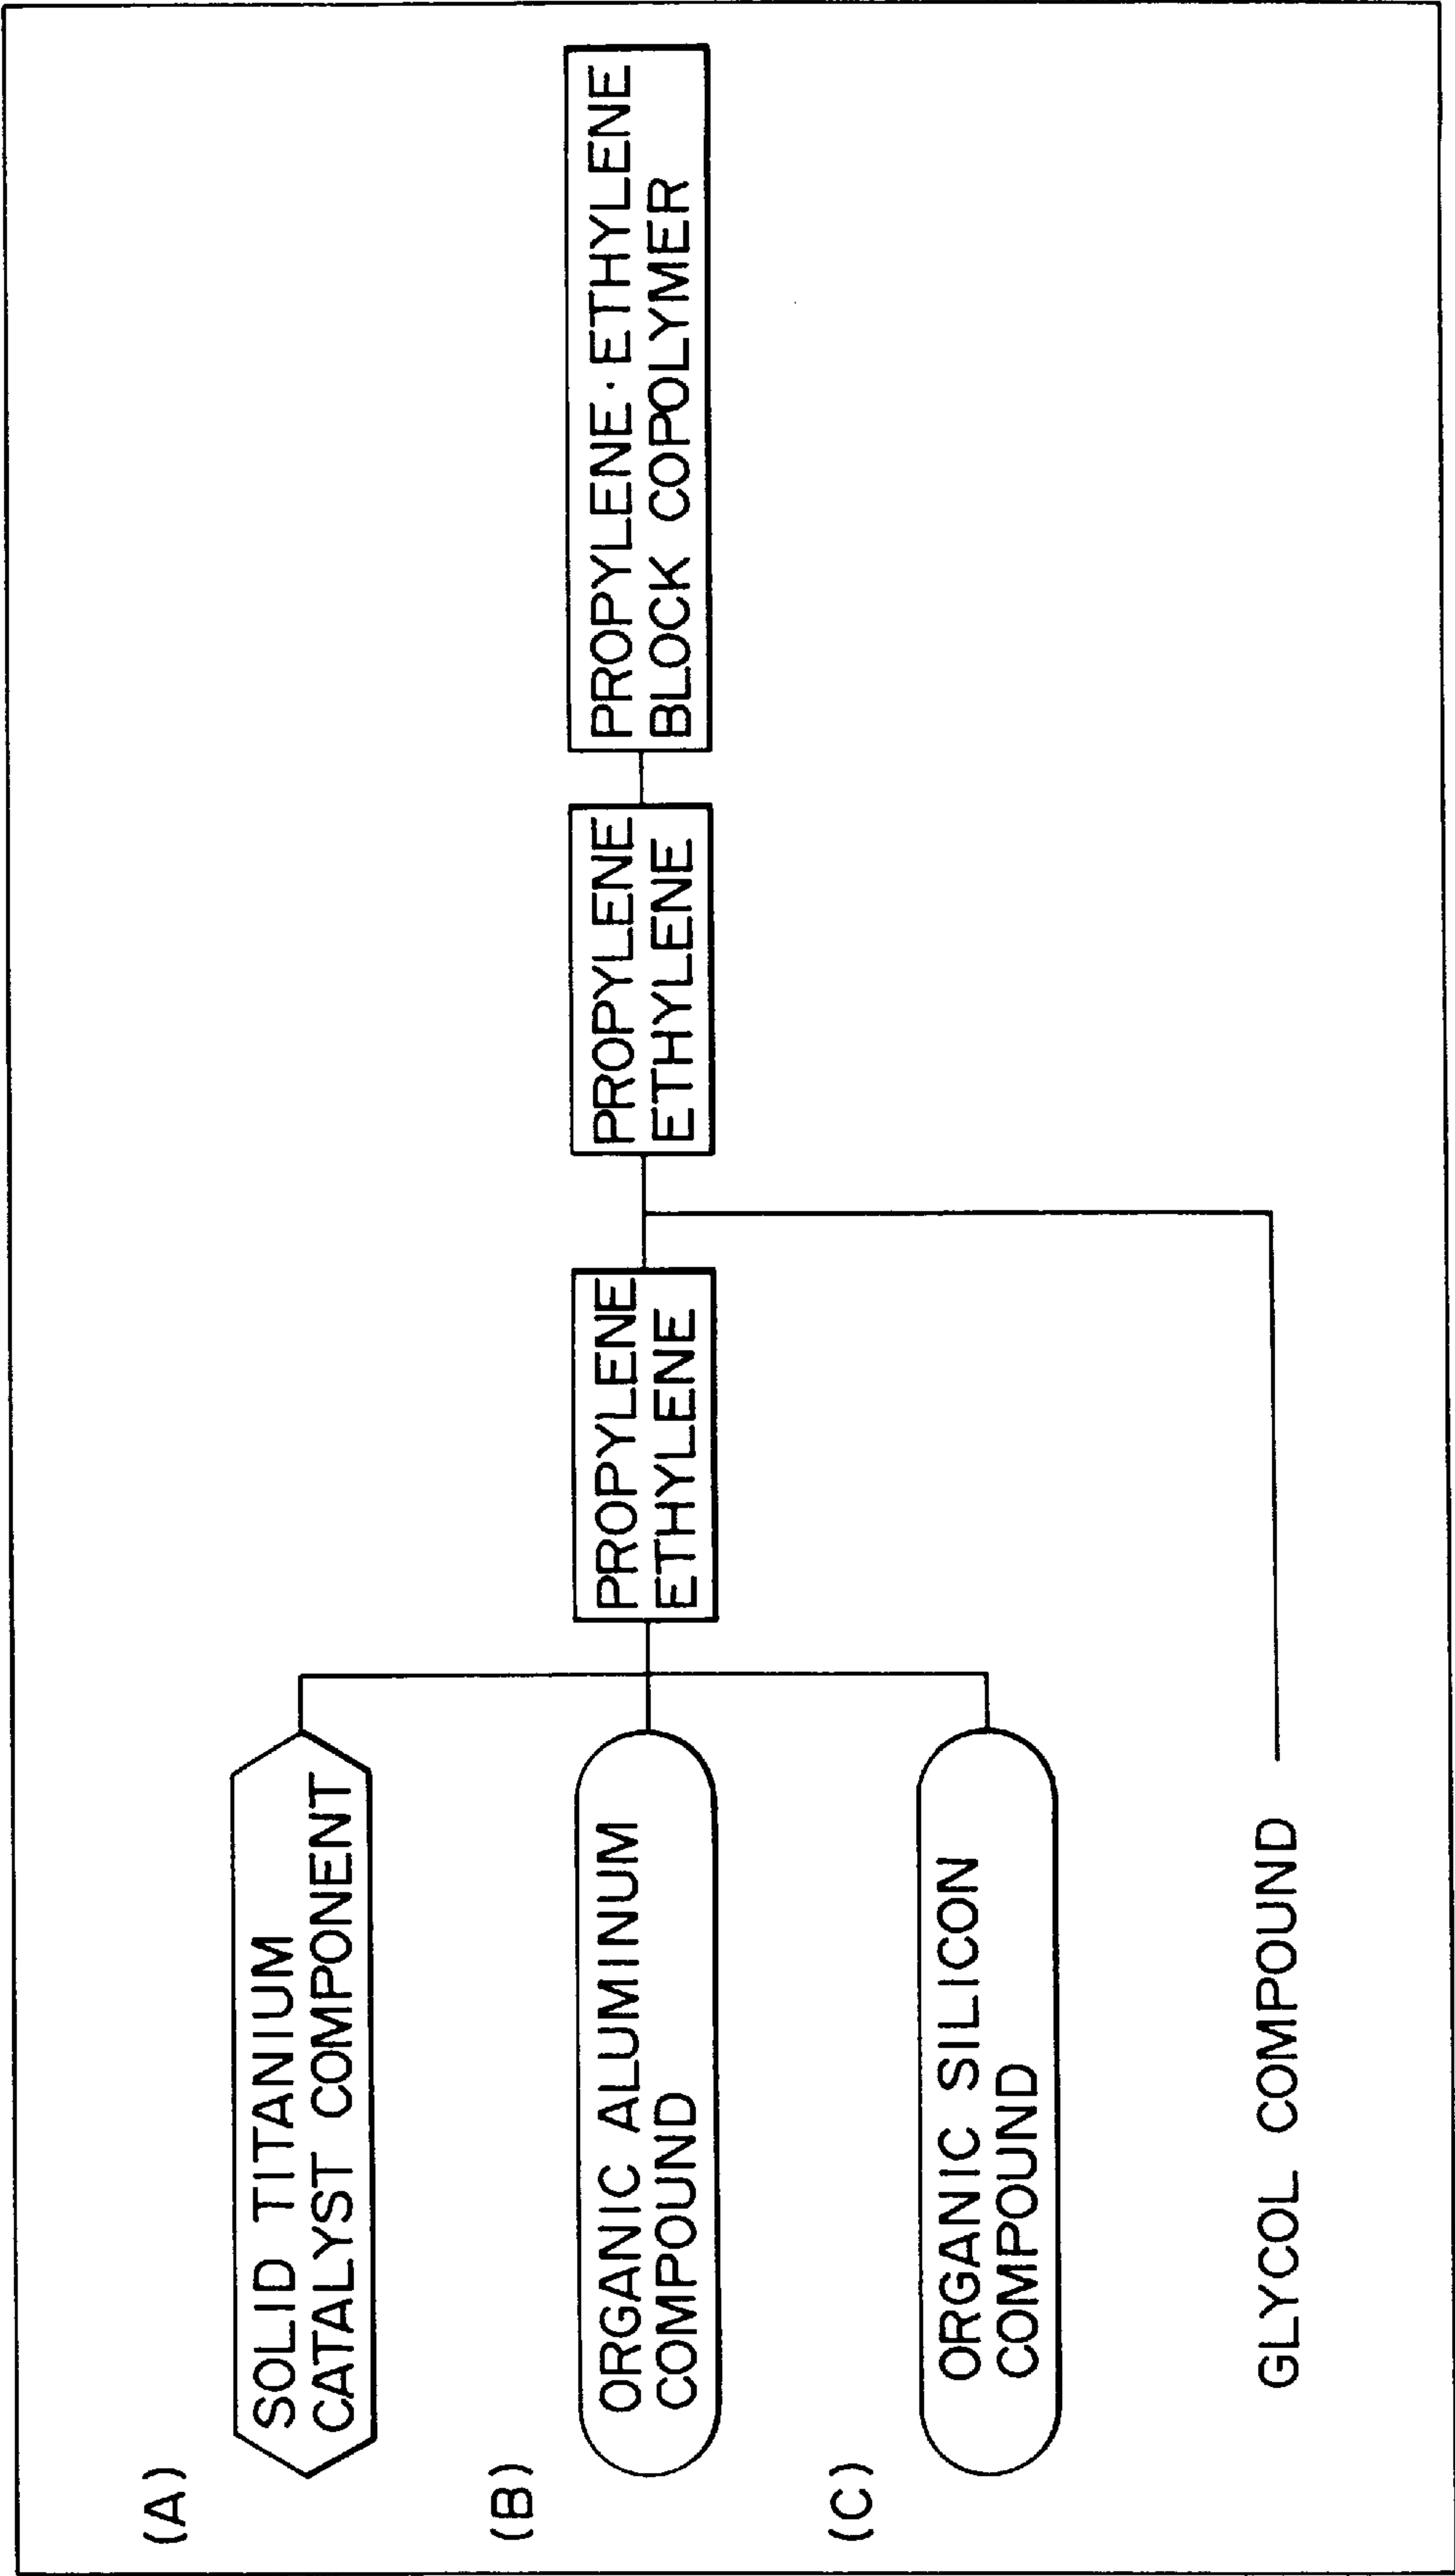 (A)
SOLID TITANIUM
CATALYST COMPONENT
(B)
ORGANIC ALUMINUM
COMPOUND
(C)
ORGANIC SILICON
COMPOUND
GLYCOL COMPOUND
PROPYLENE
ETHYLENE
PROPYLENE
ETHYLENE
PROPYLENE·ETHYLENE
BLOCK COPOLYMER